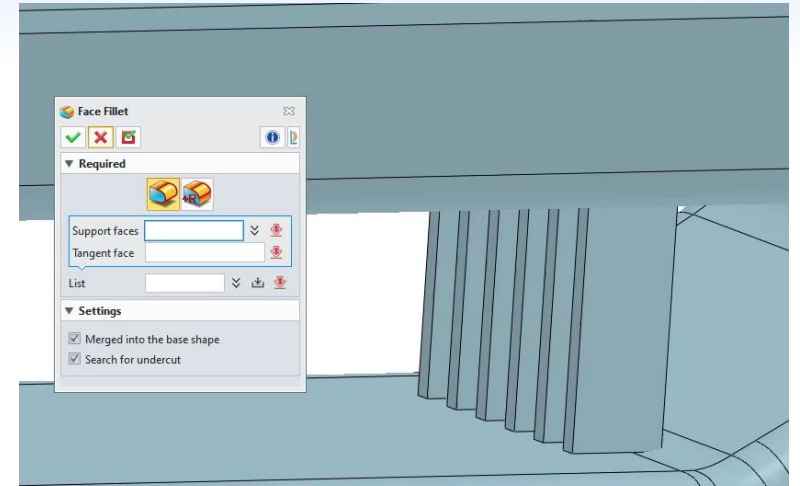 Face Fillet
Required
+R
Support faces
Tangent face
List
Settings
Merged into the base shape
Search for undercut